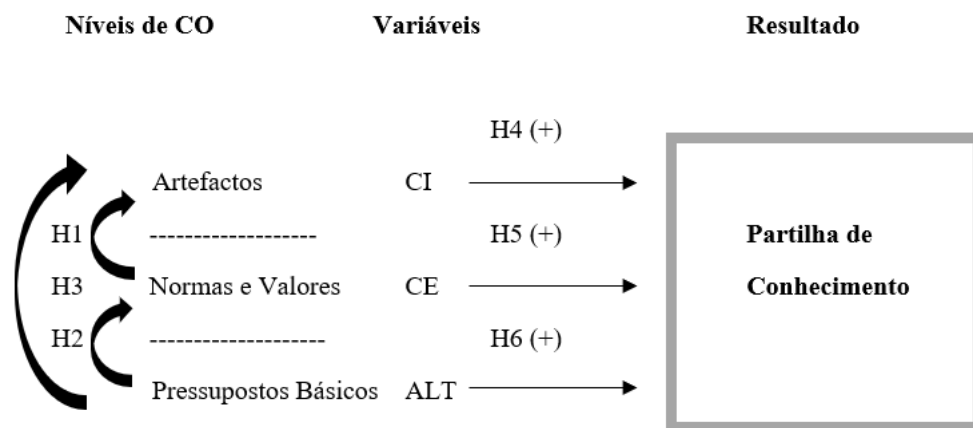 Níveis de CO Variáveis Resultado
H4 (+)
Artefactos CI
H1 ------------------- H5 (+) Partilha de
H3 Normas e Valores CE Conhecimento
H2 -------------------- H6 (+)
Pressupostos Básicos ALT